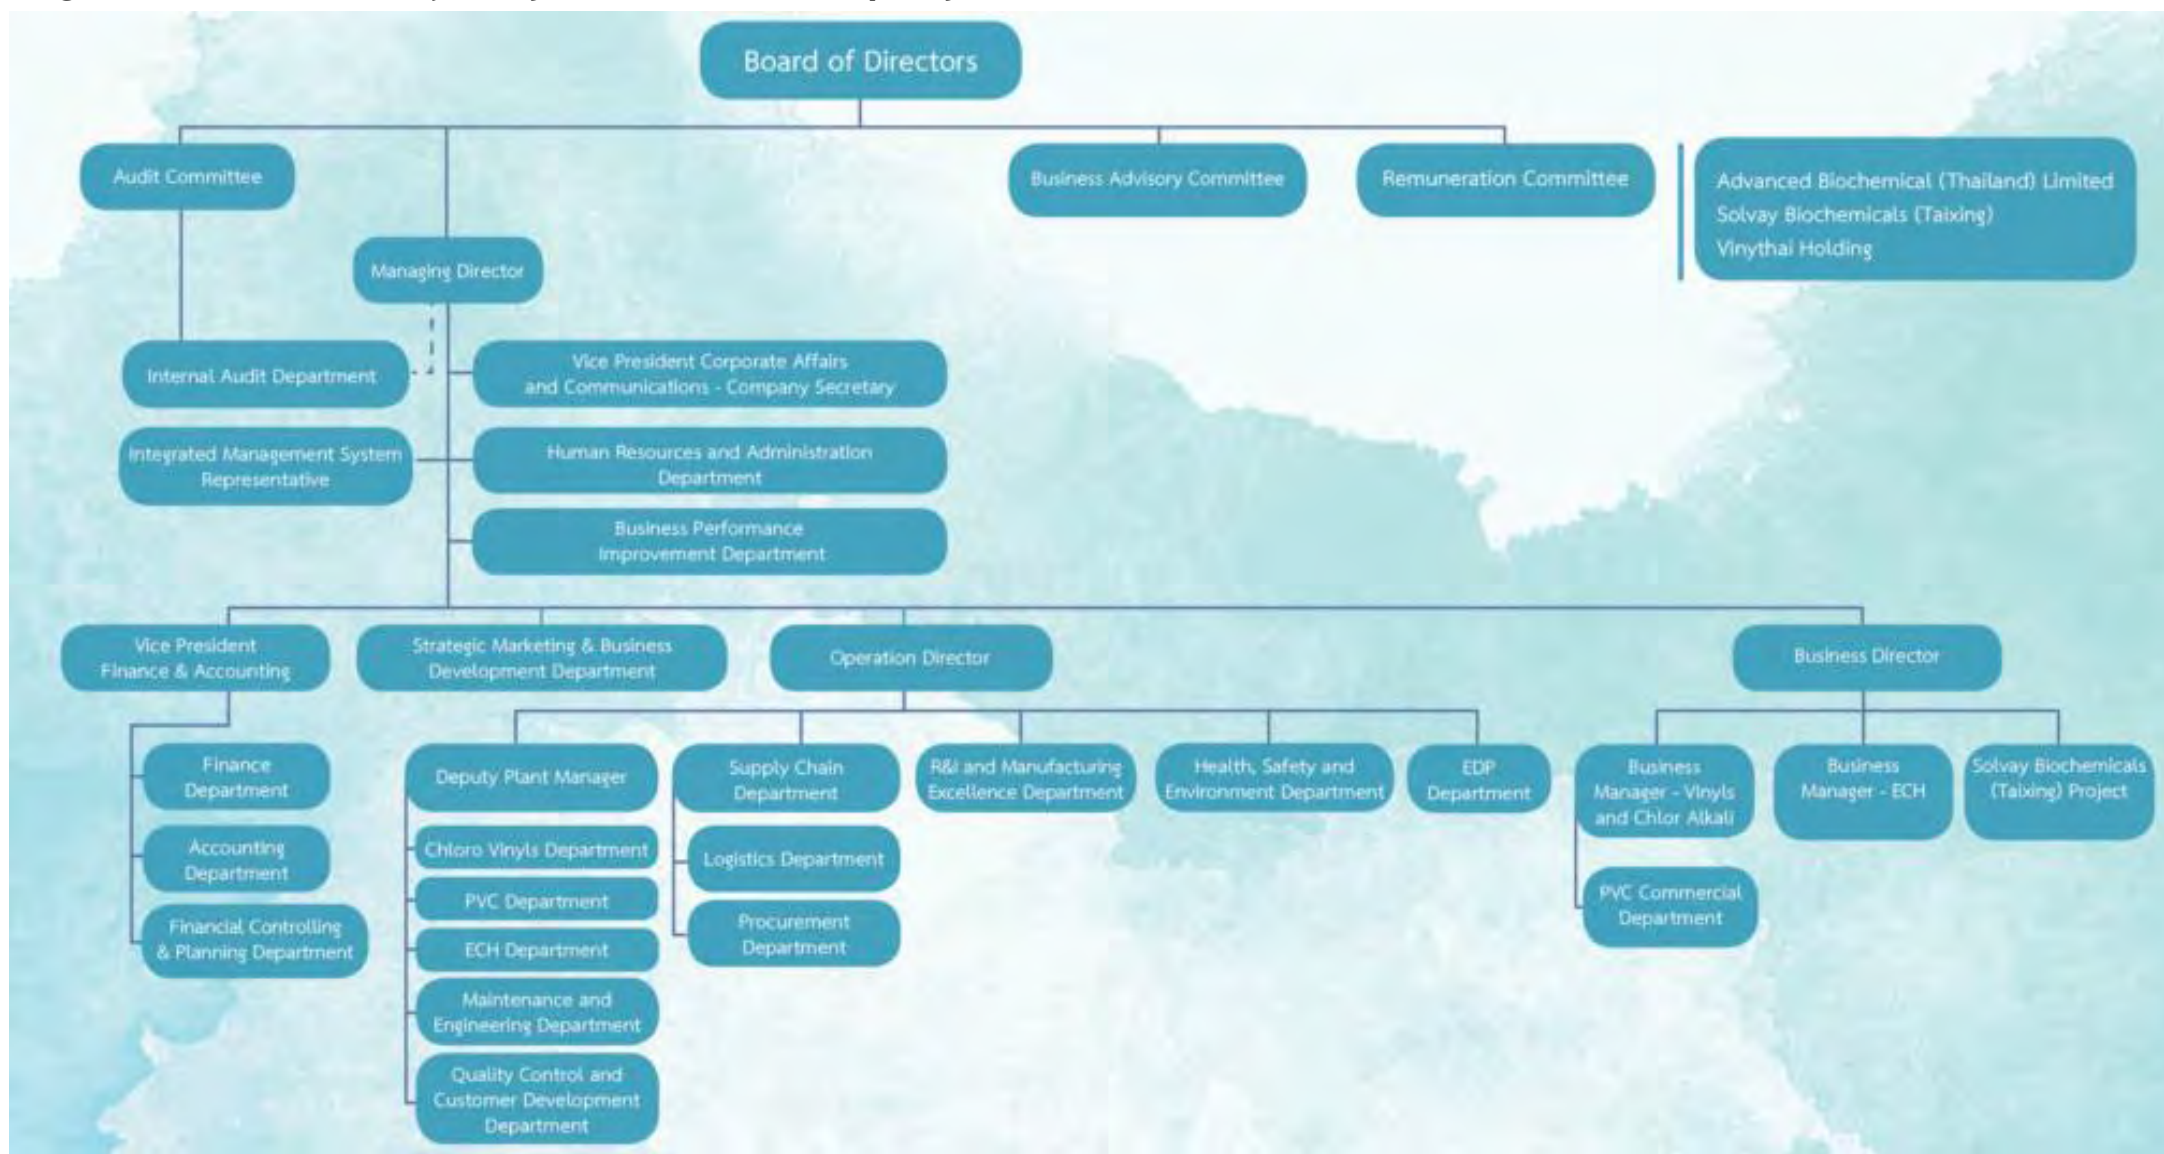 Board of Directors
Audit Committee
Business Advisory Committee
Remuneration Committee
Advanced Biochemical (Thailand) Limited
Solvay Biochemicals (Taixing)
Vinythai Holding
Managing Director
Internal Audit Department
Vice President Corporate Affairs
and Communications - Company Secretary
Integrated Management System
Representative
Human Resources and Administration
Department
Business Performance
Improvement Department
Vice President
Finance & Accounting
Strategic Marketing & Business
Development Department
Operation Director
Business Director
Finance
Department
Accounting
Department
Financial Controlling
& Planning Department
Deputy Plant Manager
Chloro Vinyls Department
PVC Department
ECH Department
Maintenance and
Engineering Department
Quality Control and
Customer Development
Department
Supply Chain
Department
Logistics Department
Procurement
Department
R&I and Manufacturing
Excellence Department
Health, Safety and
Environment Department
EDP
Department
Business
Manager - Vinyls
and Chlor Alkali
PVC Commercial
Department
Business
Manager - ECH
Solvay Biochemicals
(Taixing) Project